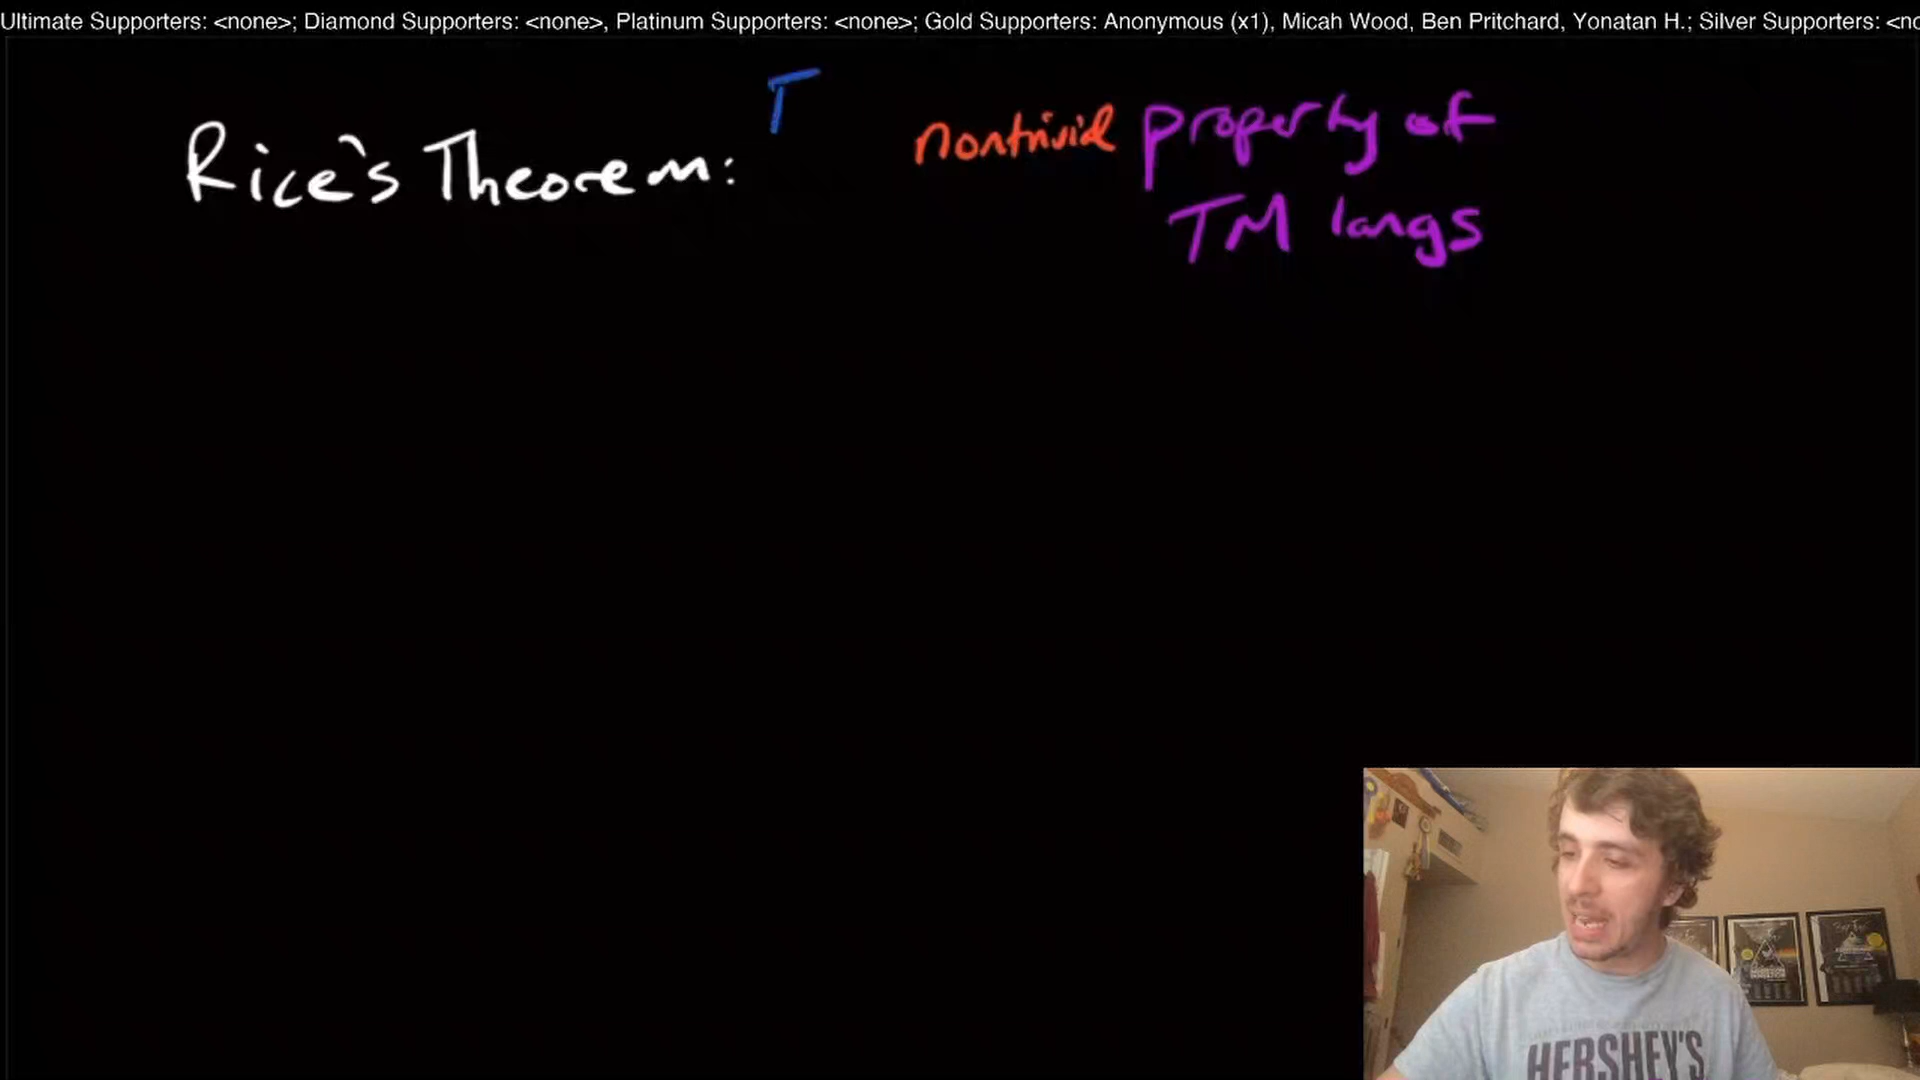 Ultimate Supporters: <none>; Diamond Supporters: <none>, Platinum Supporters: <none>; Gold Supporters: Anonymous (x1), Micah Wood, Ben Pritchard, Yonatan H.; Silver Supporters: <no
Rice's Theorem: T nontrivial property of
TM langs
HERSHEY'S